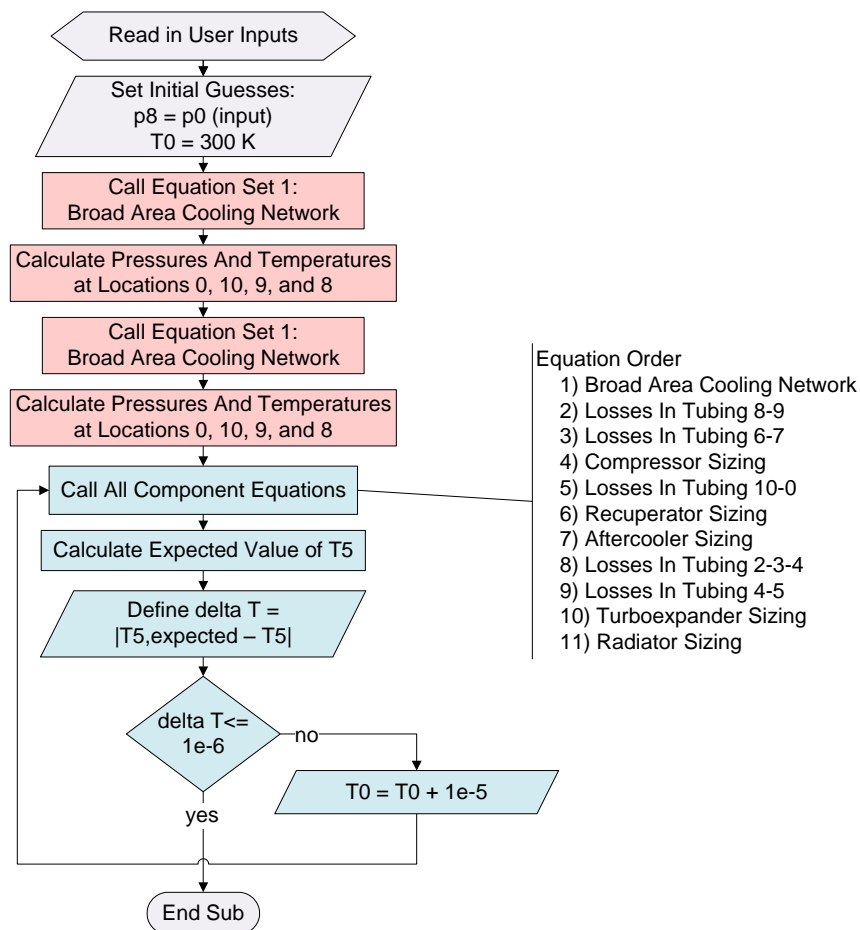 Read in User Inputs
Set Initial Guesses:
p8 = p0 (input)
T0 = 300 K
Call Equation Set 1:
Broad Area Cooling Network
Calculate Pressures And Temperatures
at Locations 0, 10, 9, and 8
Call Equation Set 1:
Broad Area Cooling Network
Calculate Pressures And Temperatures
at Locations 0, 10, 9, and 8
Call All Component Equations
Calculate Expected Value of T5
Define delta T =
|T5,expected – T5|
delta T<=
1e-6
no
T0 = T0 + 1e-5
yes
End Sub
Equation Order
1) Broad Area Cooling Network
2) Losses In Tubing 8-9
3) Losses In Tubing 6-7
4) Compressor Sizing
5) Losses In Tubing 10-0
6) Recuperator Sizing
7) Aftercooler Sizing
8) Losses In Tubing 2-3-4
9) Losses In Tubing 4-5
10) Turboexpander Sizing
11) Radiator Sizing